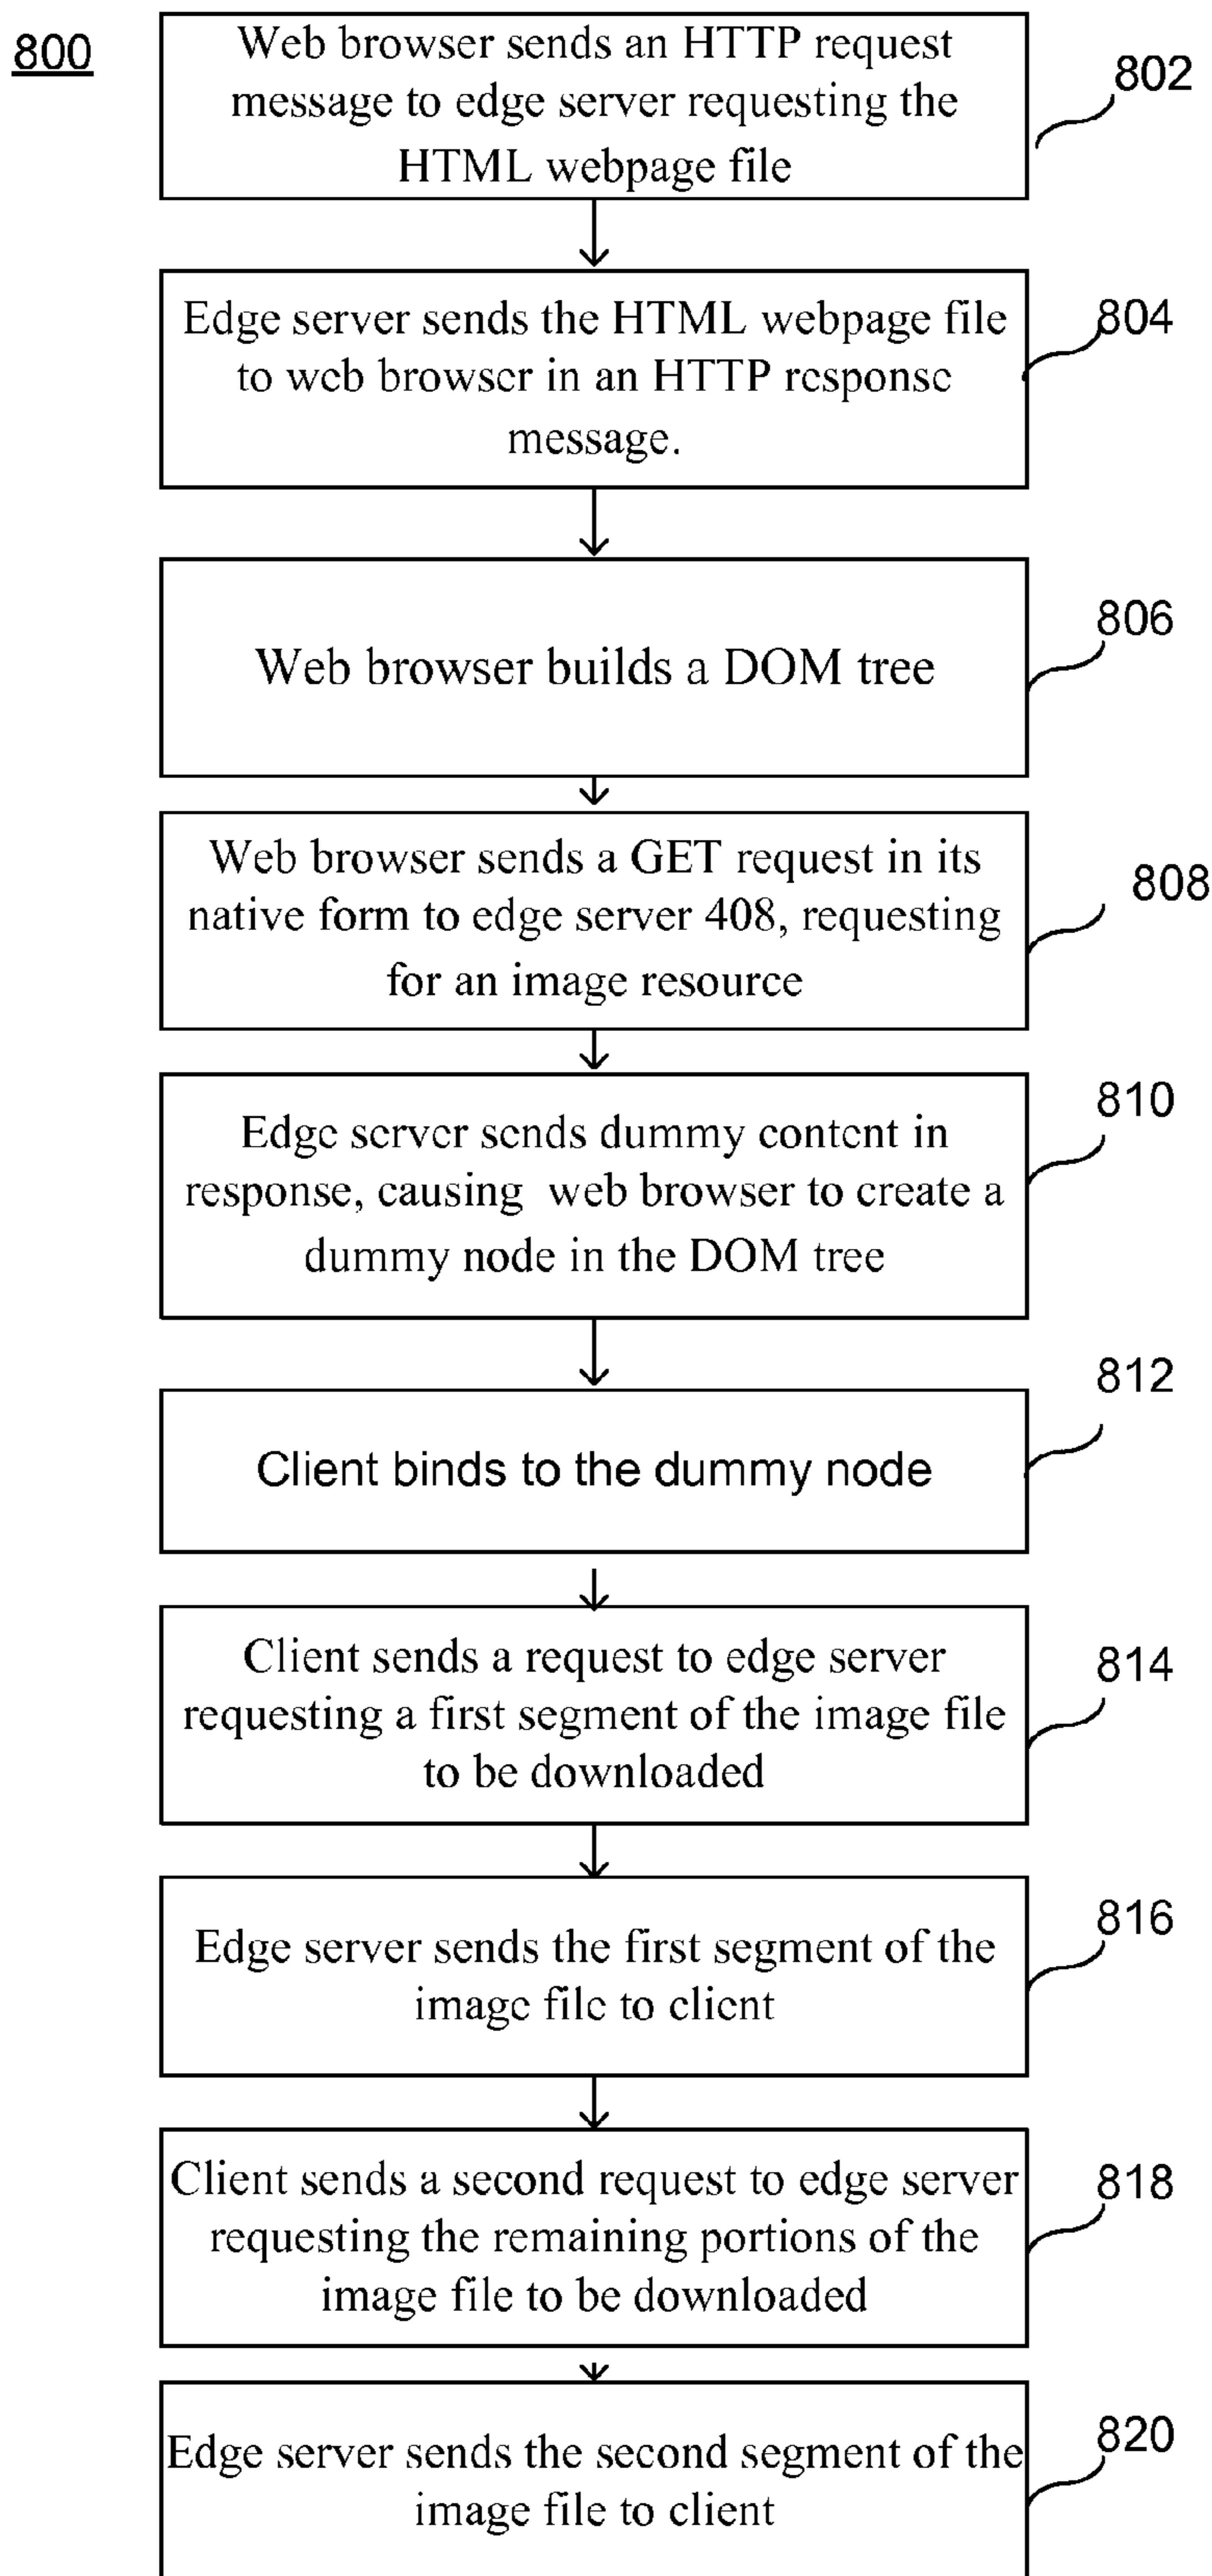 800
Web browser sends an HTTP request
message to edge server requesting the
HTML webpage file
802
Edge server sends the HTML webpage file
to web browser in an HTTP response
message.
804
Web browser builds a DOM tree
806
Web browser sends a GET request in its
native form to edge server 408, requesting
for an image resource
808
Edge server sends dummy content in
response, causing web browser to create a
dummy node in the DOM tree
810
Client binds to the dummy node
812
Client sends a request to edge server
requesting a first segment of the image file
to be downloaded
814
Edge server sends the first segment of the
image file to client
816
Client sends a second request to edge server
requesting the remaining portions of the
image file to be downloaded
818
Edge server sends the second segment of the
image file to client
820